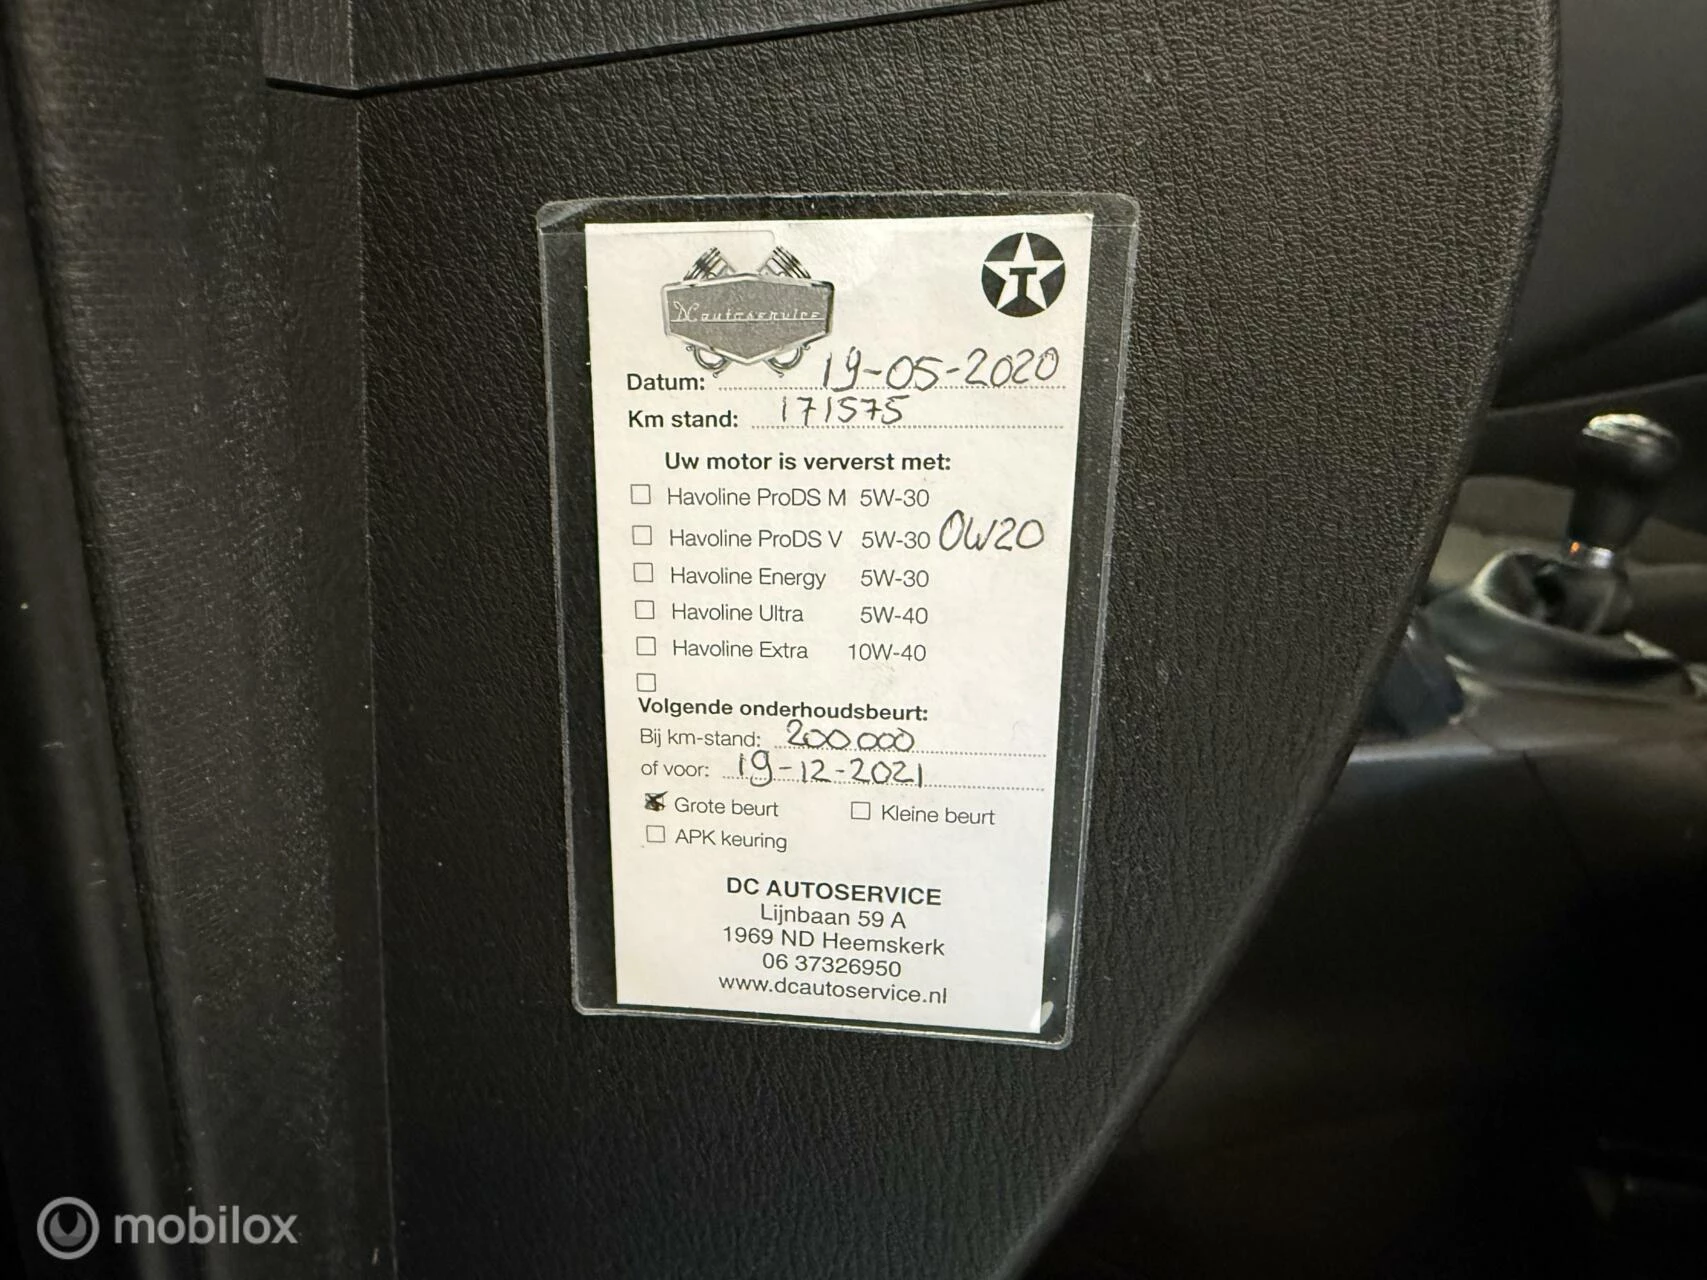 DC autoservice
T
Datum: 19-05-2020
Km stand: 171575
Uw motor is ververst met:
Havoline ProDS M 5W-30
Havoline ProDS V 5W-30 0W20
Havoline Energy 5W-30
Havoline Ultra 5W-40
Havoline Extra 10W-40
Volgende onderhoudsbeurt:
Bij km-stand: 200.000
of voor: 19-12-2021
Grote beurt Kleine beurt
APK keuring
DC AUTOSERVICE
Lijnbaan 59 A
1969 ND Heemskerk
06 37326950
www.dcautoservice.nl
mobilox